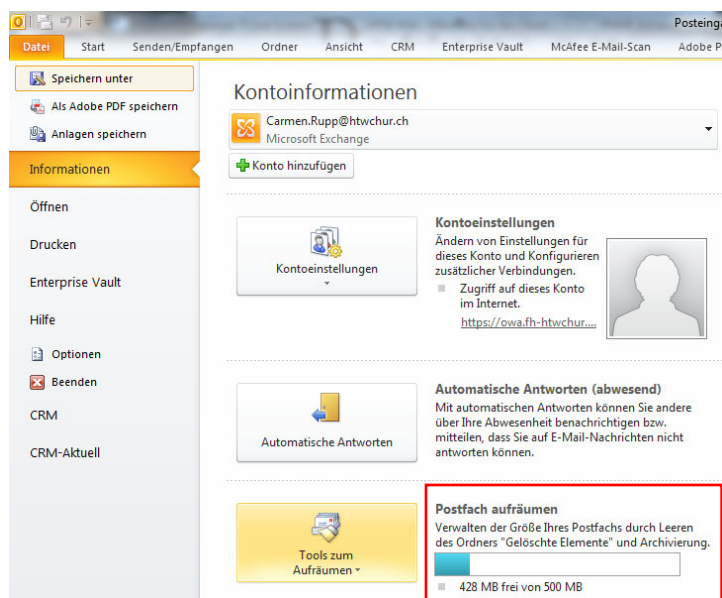 Posteinga
Datei Start Senden/Empfangen Ordner Ansicht CRM Enterprise Vault McAfee E-Mail-Scan Adobe P
Speichern unter
Als Adobe PDF speichern
Anlagen speichern
Informationen
Öffnen
Drucken
Enterprise Vault
Hilfe
Optionen
Beenden
CRM
CRM-Aktuell
Kontoinformationen
Carmen.Rupp@htwchur.ch
Microsoft Exchange
Konto hinzufügen
Kontoeinstellungen
Kontoeinstellungen
Ändern von Einstellungen für
dieses Konto und Konfigurieren
zusätzlicher Verbindungen.
Zugriff auf dieses Konto
im Internet.
https://owa.fh-htwchur....
Automatische Antworten
Automatische Antworten (abwesend)
Mit automatischen Antworten können Sie andere
über Ihre Abwesenheit benachrichtigen bzw.
mitteilen, dass Sie auf E-Mail-Nachrichten nicht
antworten können.
Tools zum
Aufräumen
Postfach aufräumen
Verwalten der Größe Ihres Postfachs durch Leeren
des Ordners "Gelöschte Elemente" und Archivierung.
428 MB frei von 500 MB